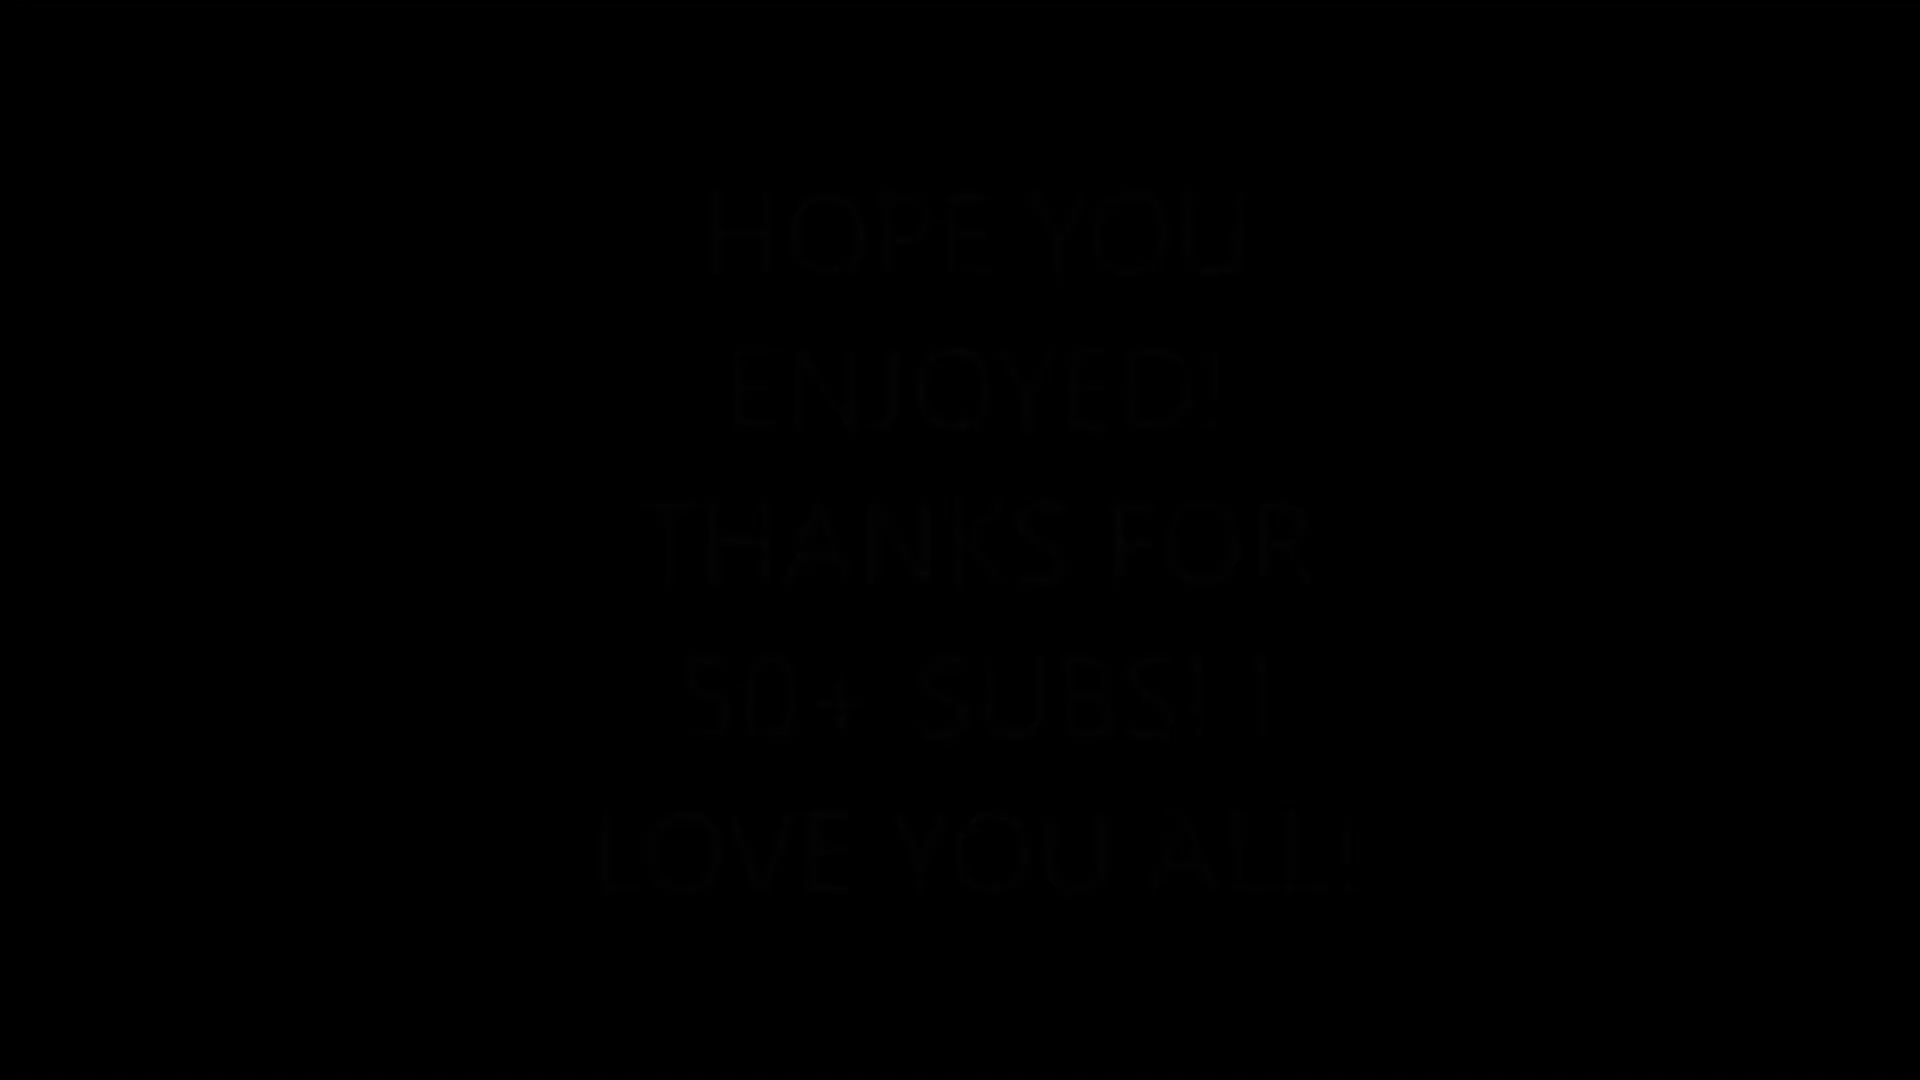 HOPE YOU
ENJOYED!
THANKS FOR
50+ SUBS! I
LOVE YOU ALL!